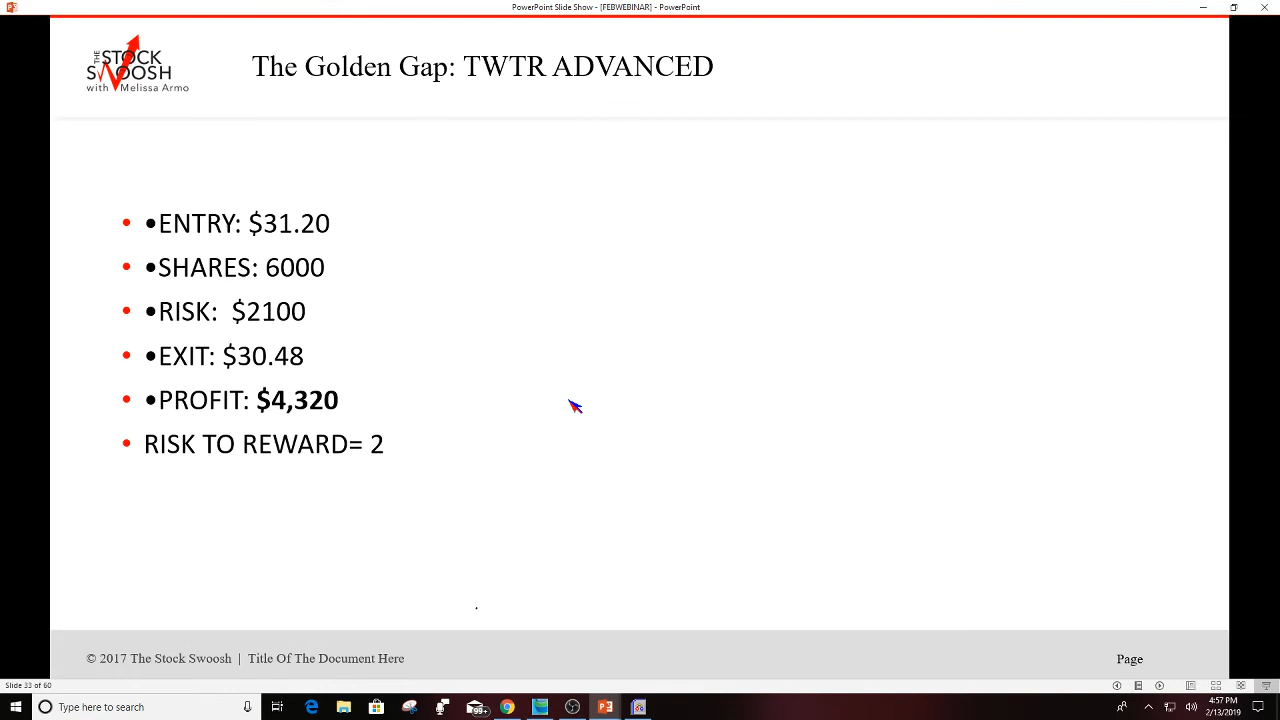 PowerPoint Slide Show - [FEBWEBINAR] - PowerPoint
THE STOCK
SWOOSH
with Melissa Armo
The Golden Gap: TWTR ADVANCED
• •ENTRY: $31.20
• •SHARES: 6000
• •RISK:  $2100
• •EXIT: $30.48
• •PROFIT: $4,320
• RISK TO REWARD= 2
.
© 2017 The Stock Swoosh | Title Of The Document Here
Page
Slide 33 of 60
Type here to search
99+
4:57 PM
2/13/2019